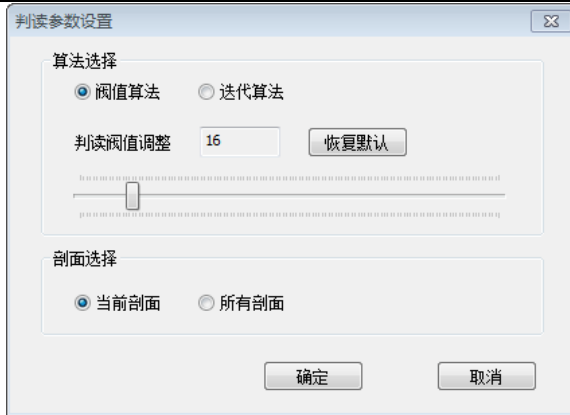 判读参数设置
算法选择
阀值算法 迭代算法
判读阀值调整 16 恢复默认
剖面选择
当前剖面 所有剖面
确定 取消